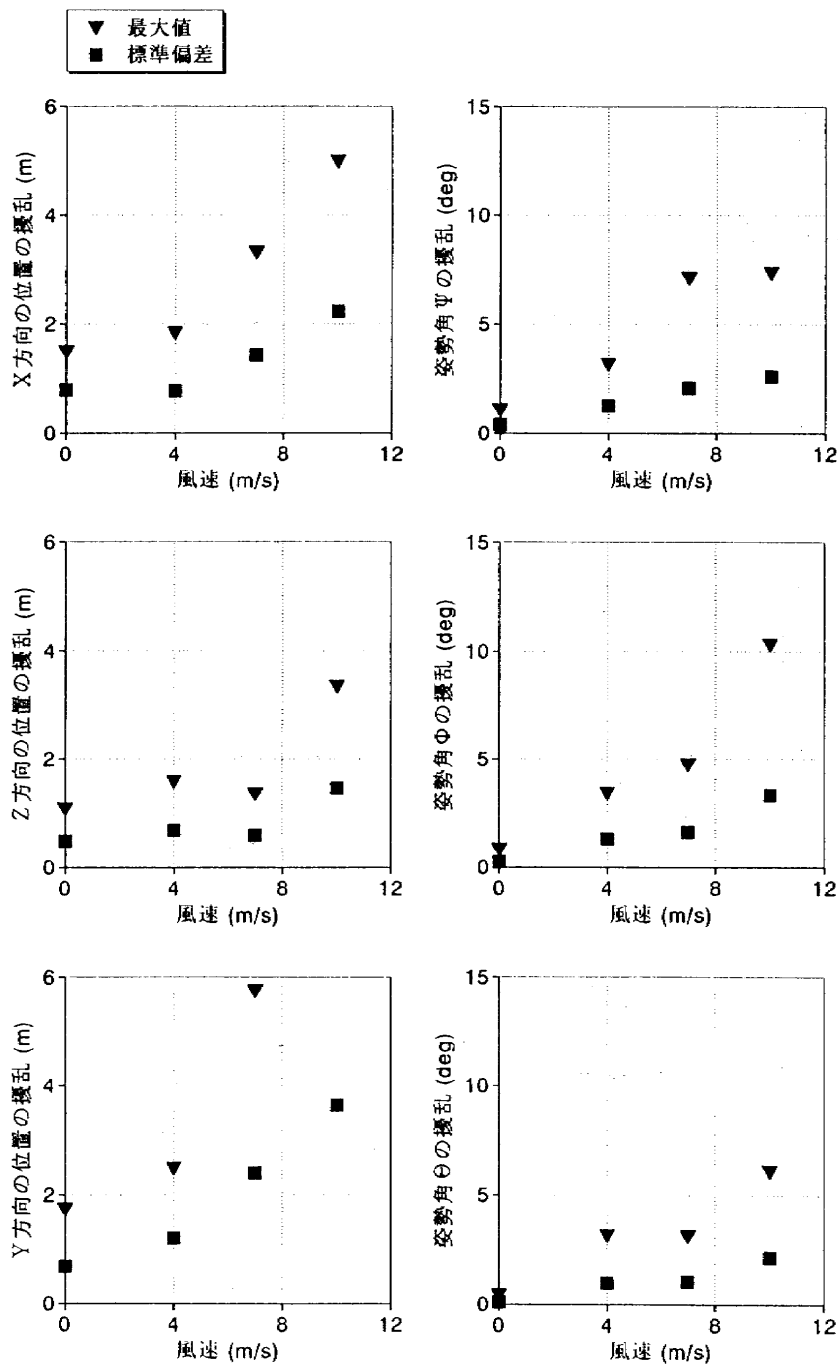 ▼ 最大値
■ 標準偏差
X方向の位置の擾乱 (m)
6
4
2
0
0 4 8 12
風速 (m/s)
姿勢角Ψの擾乱 (deg)
15
10
5
0
0 4 8 12
風速 (m/s)
Z方向の位置の擾乱 (m)
6
4
2
0
0 4 8 12
風速 (m/s)
姿勢角Φの擾乱 (deg)
15
10
5
0
0 4 8 12
風速 (m/s)
Y方向の位置の擾乱 (m)
6
4
2
0
0 4 8 12
風速 (m/s)
姿勢角Θの擾乱 (deg)
15
10
5
0
0 4 8 12
風速 (m/s)